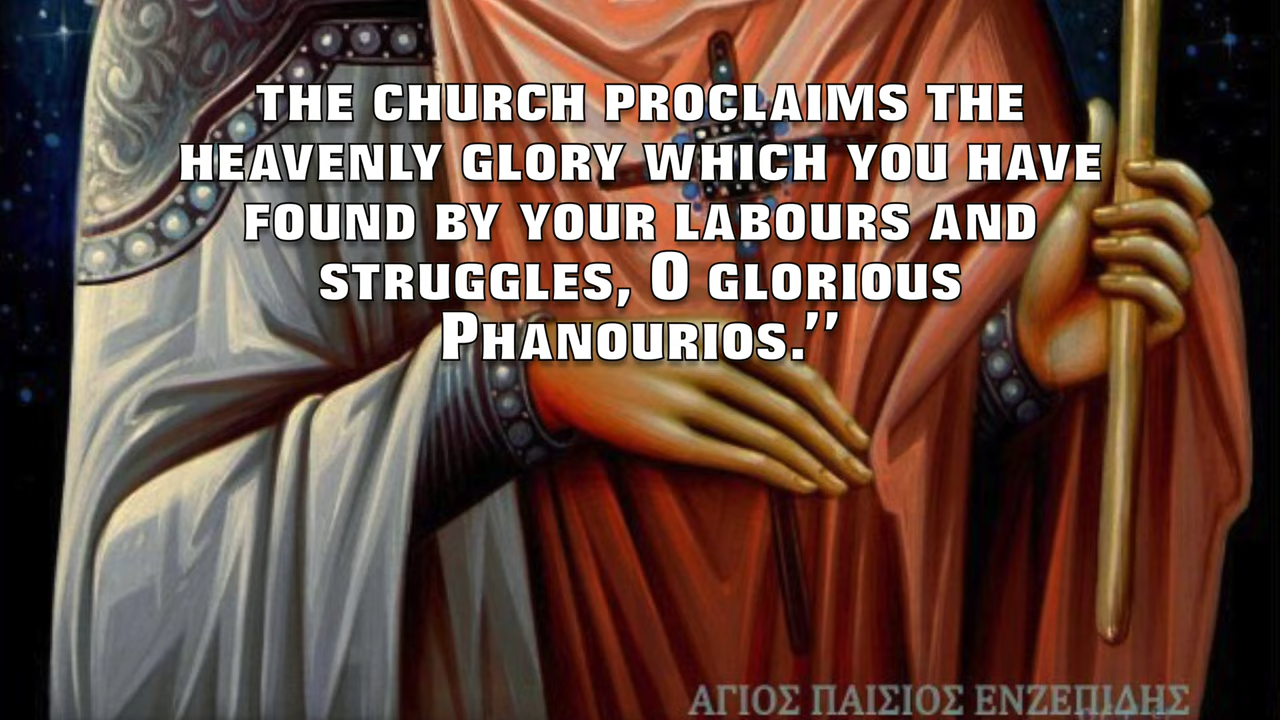 THE CHURCH PROCLAIMS THE
HEAVENLY GLORY WHICH YOU HAVE
FOUND BY YOUR LABOURS AND
STRUGGLES, O GLORIOUS
PHANOURIOS.’’
ΑΓΙΟΣ ΠΑΙΣΙΟΣ ΕΝΖΕΠΙΔΗΣ